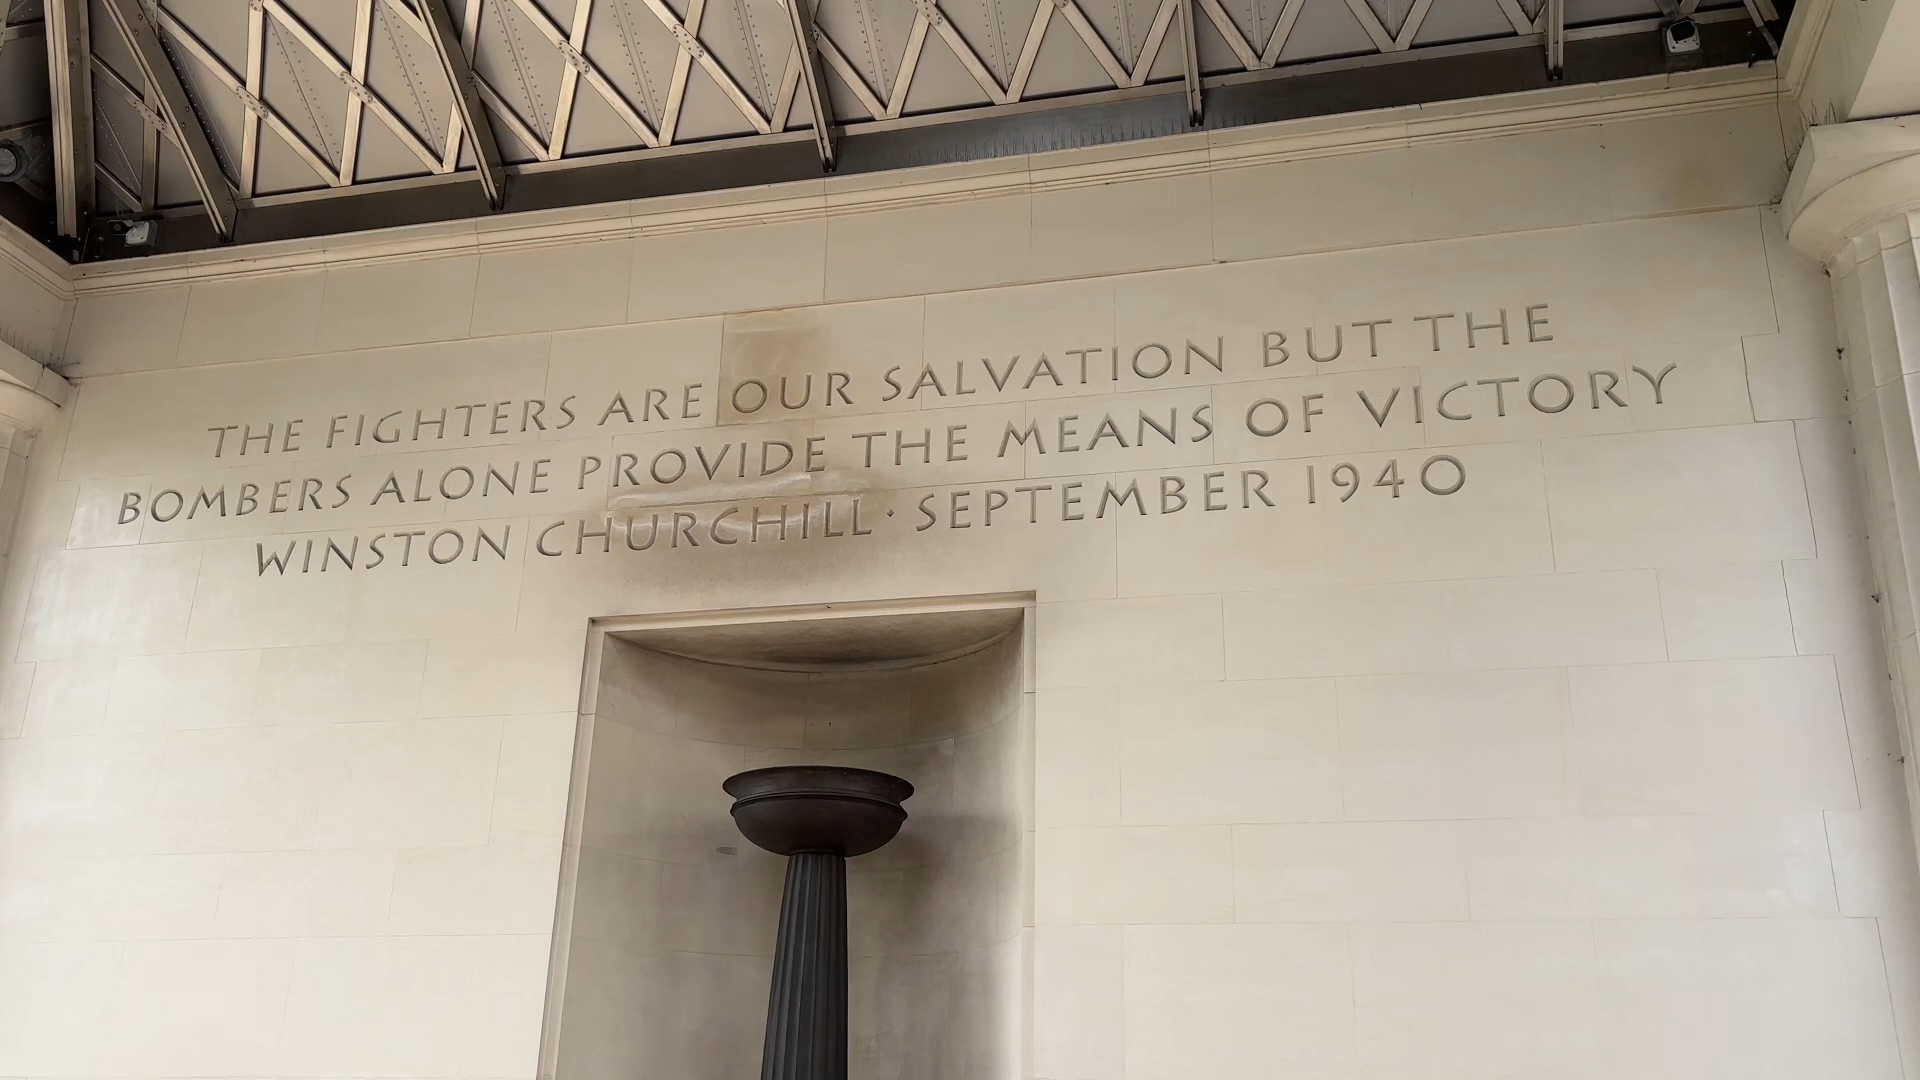 THE FIGHTERS ARE OUR SALVATION BUT THE
BOMBERS ALONE PROVIDE THE MEANS OF VICTORY
WINSTON CHURCHILL · SEPTEMBER 1940